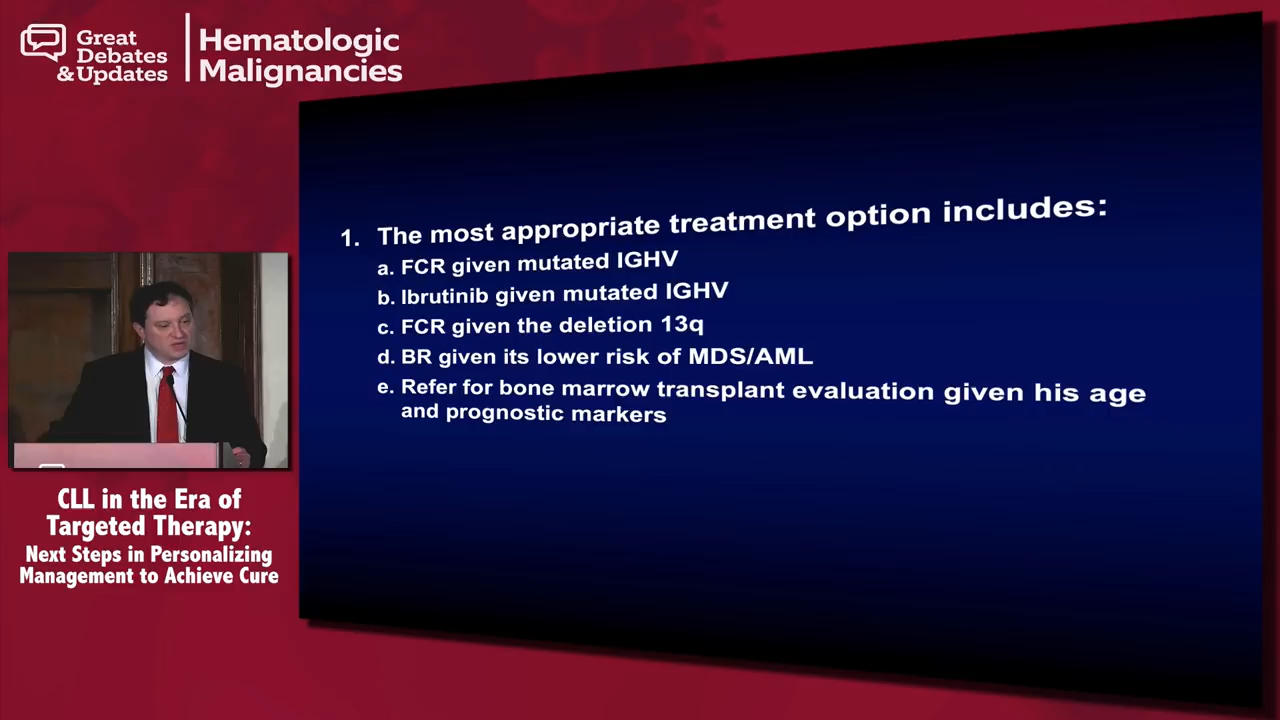 Great
Debates
& Updates
Hematologic
Malignancies
1. The most appropriate treatment option includes:
a. FCR given mutated IGHV
b. Ibrutinib given mutated IGHV
c. FCR given the deletion 13q
d. BR given its lower risk of MDS/AML
e. Refer for bone marrow transplant evaluation given his age
and prognostic markers
CLL in the Era of
Targeted Therapy:
Next Steps in Personalizing
Management to Achieve Cure